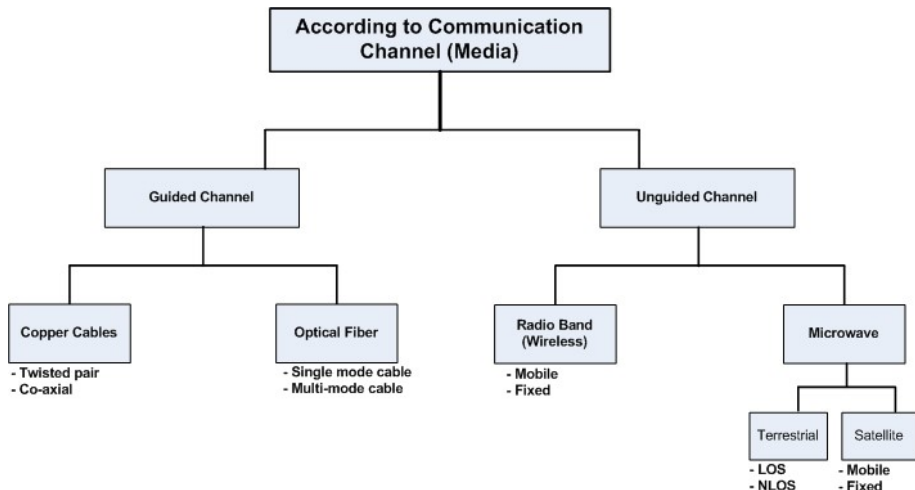 According to Communication
Channel (Media)
Guided Channel
Unguided Channel
Copper Cables
- Twisted pair
- Co-axial
Optical Fiber
- Single mode cable
- Multi-mode cable
Radio Band
(Wireless)
- Mobile
- Fixed
Microwave
Terrestrial
- LOS
- NLOS
Satellite
- Mobile
- Fixed